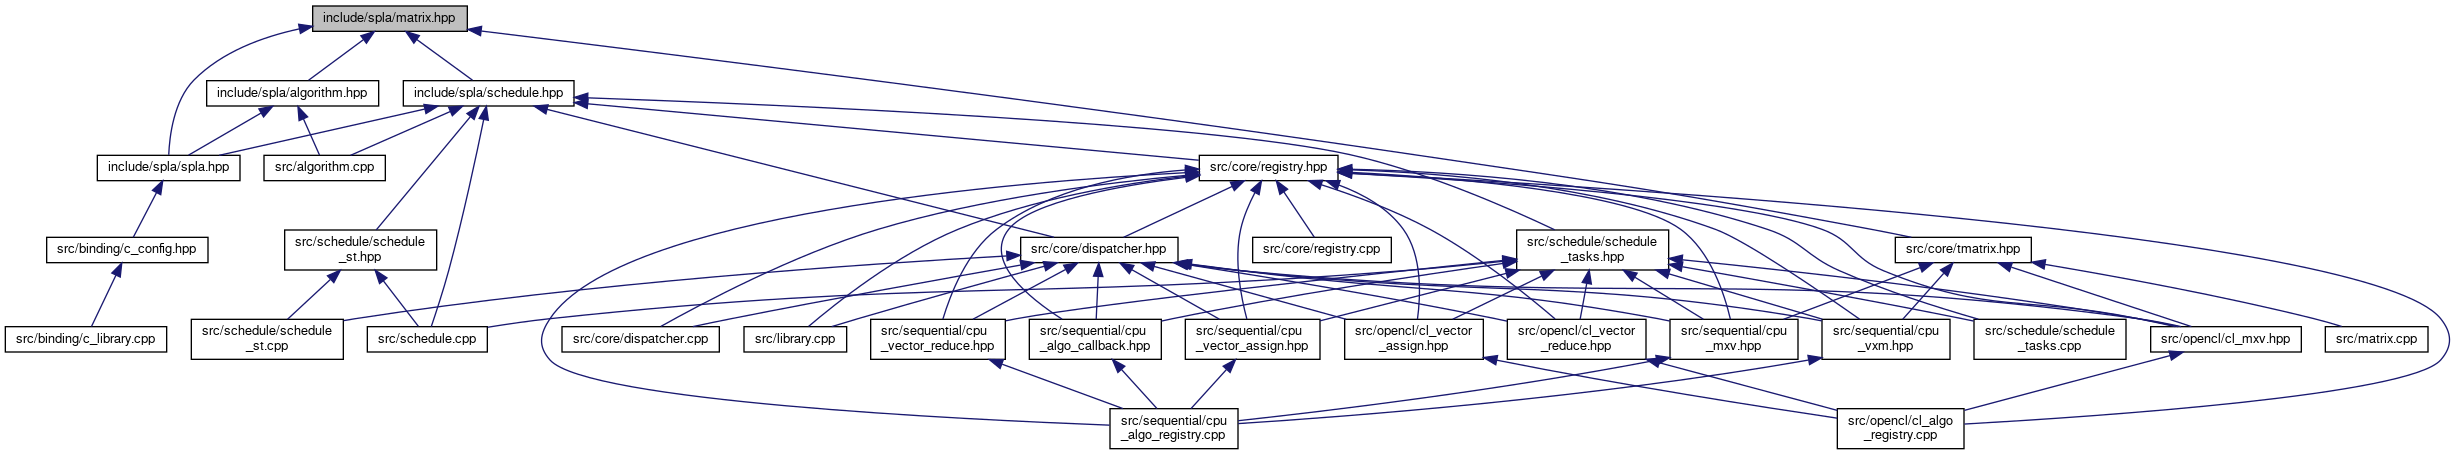 include/spla/matrix.hpp
include/spla/algorithm.hpp
include/spla/schedule.hpp
include/spla/spla.hpp
src/algorithm.cpp
src/core/registry.hpp
src/binding/c_config.hpp
src/schedule/schedule
_st.hpp
src/core/dispatcher.hpp
src/core/registry.cpp
src/schedule/schedule
_tasks.hpp
src/core/tmatrix.hpp
src/binding/c_library.cpp
src/schedule/schedule
_st.cpp
src/schedule.cpp
src/core/dispatcher.cpp
src/library.cpp
src/sequential/cpu
_vector_reduce.hpp
src/sequential/cpu
_algo_callback.hpp
src/sequential/cpu
_vector_assign.hpp
src/opencl/cl_vector
_assign.hpp
src/opencl/cl_vector
_reduce.hpp
src/sequential/cpu
_mxv.hpp
src/sequential/cpu
_vxm.hpp
src/schedule/schedule
_tasks.cpp
src/opencl/cl_mxv.hpp
src/matrix.cpp
src/sequential/cpu
_algo_registry.cpp
src/opencl/cl_algo
_registry.cpp